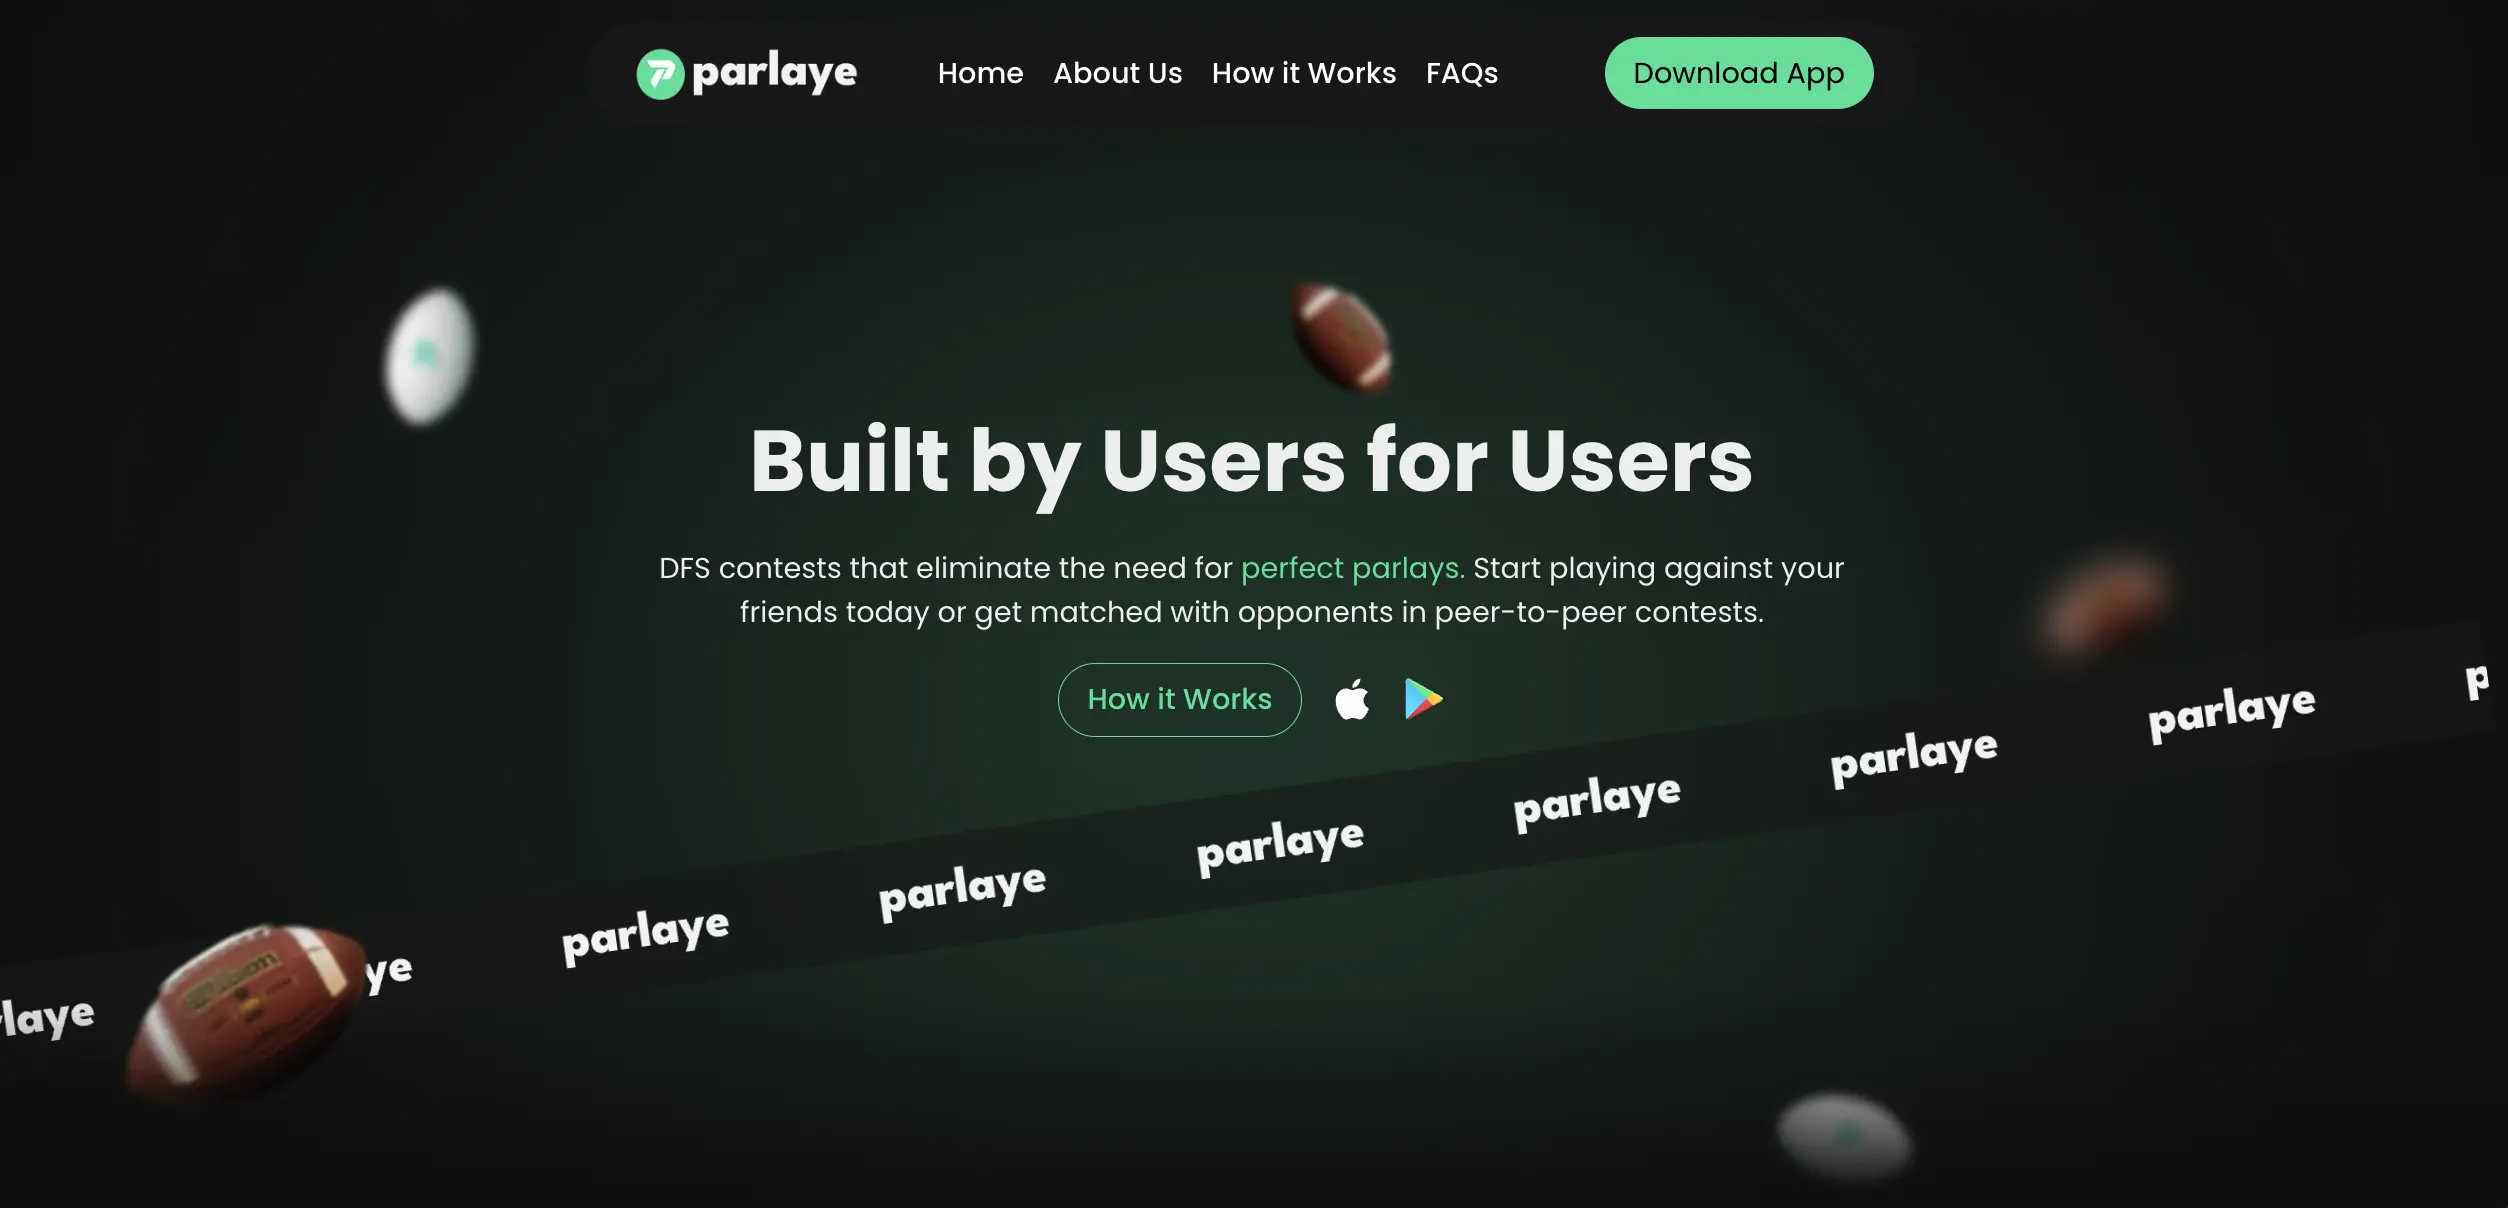 parlaye
Home
About Us
How it Works
FAQs
Download App
Built by Users for Users
DFS contests that eliminate the need for perfect parlays. Start playing against your
friends today or get matched with opponents in peer-to-peer contests.
How it Works
rlaye
ye
parlaye
parlaye
parlaye
parlaye
parlaye
parlaye
p